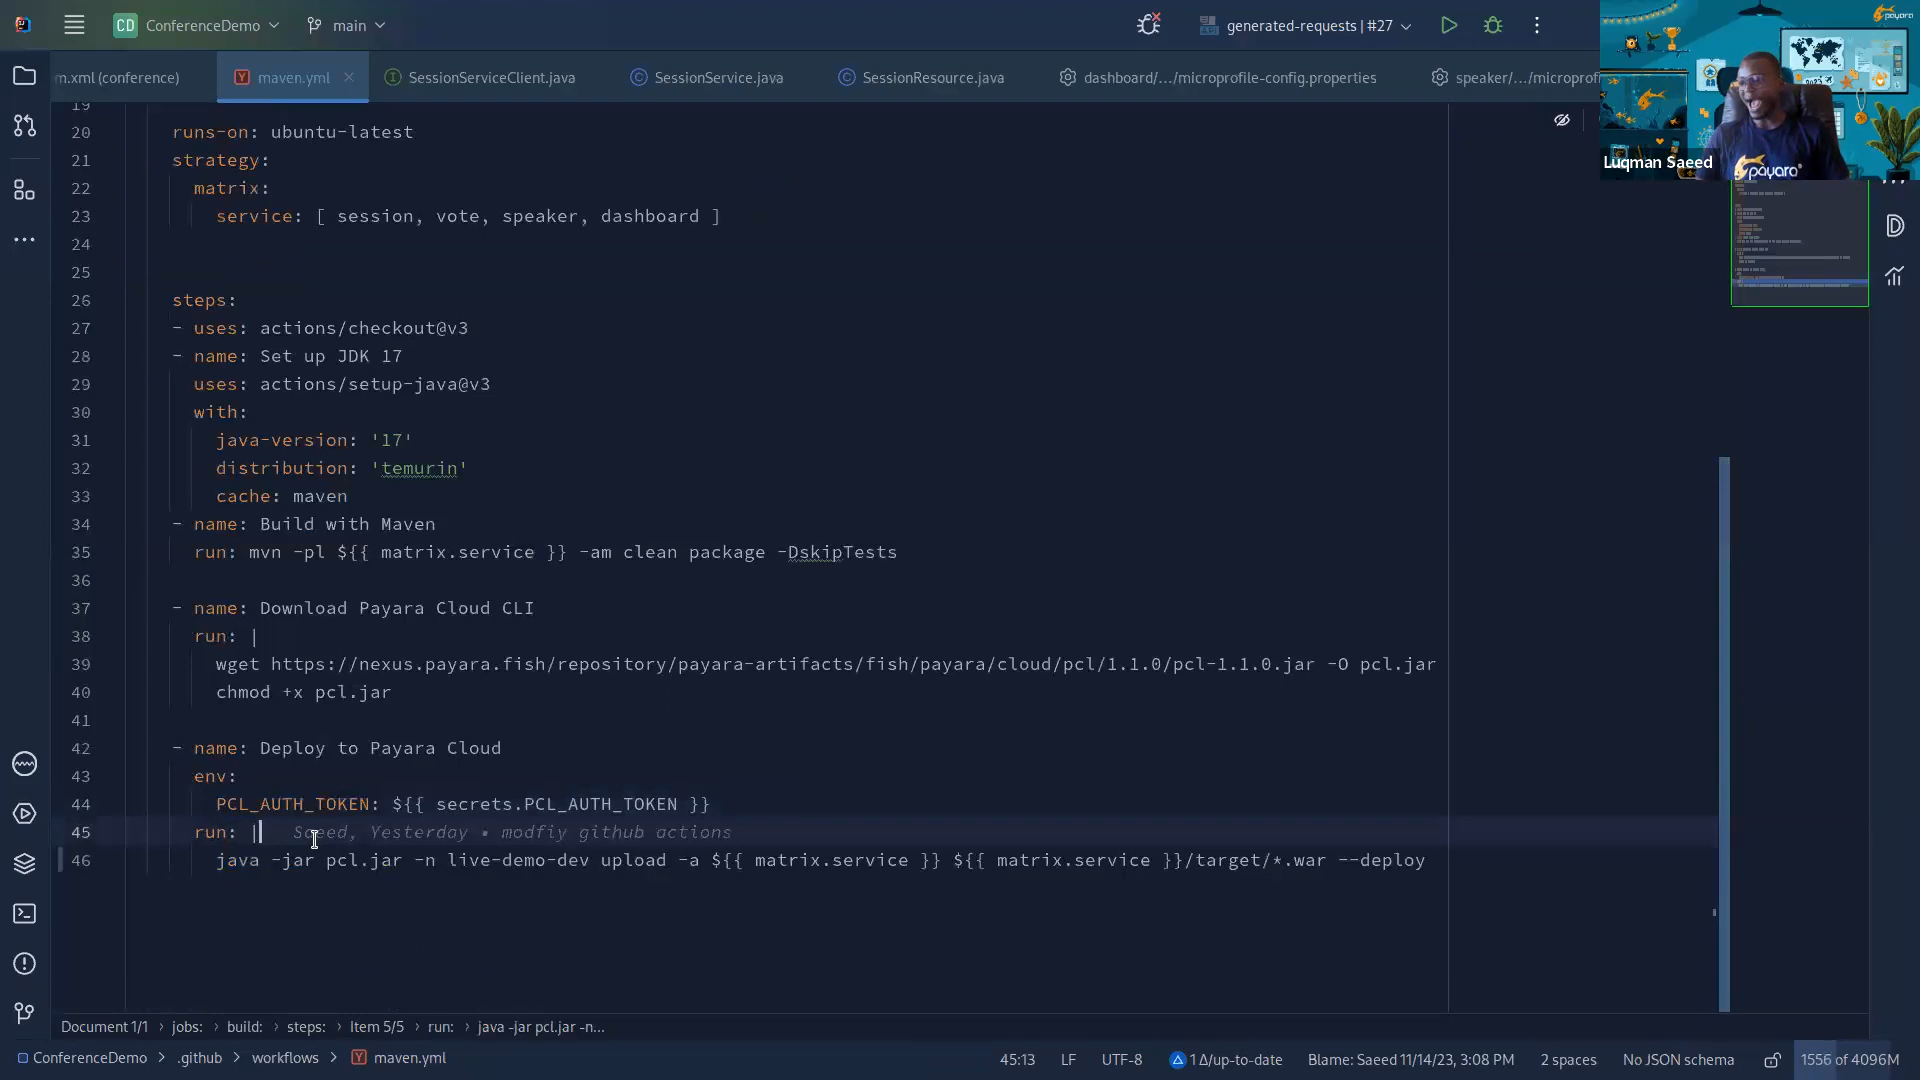 CD ConferenceDemo main generated-requests | #27
m.xml (conference) maven.yml SessionServiceClient.java SessionService.java SessionResource.java dashboard/.../microprofile-config.properties speaker/.../microprof
payara
payara
Luqman Saeed
19
20 runs-on: ubuntu-latest
21 strategy:
22 matrix:
23 service: [ session, vote, speaker, dashboard ]
24
25
26 steps:
27 - uses: actions/checkout@v3
28 - name: Set up JDK 17
29 uses: actions/setup-java@v3
30 with:
31 java-version: '17'
32 distribution: 'temurin'
33 cache: maven
34 - name: Build with Maven
35 run: mvn -pl ${{ matrix.service }} -am clean package -DskipTests
36
37 - name: Download Payara Cloud CLI
38 run: |
39 wget https://nexus.payara.fish/repository/payara-artifacts/fish/payara/cloud/pcl/1.1.0/pcl-1.1.0.jar -O pcl.jar
40 chmod +x pcl.jar
41
42 - name: Deploy to Payara Cloud
43 env:
44 PCL_AUTH_TOKEN: ${{ secrets.PCL_AUTH_TOKEN }}
45 run: | Saeed, Yesterday • modfiy github actions
46 java -jar pcl.jar -n live-demo-dev upload -a ${{ matrix.service }} ${{ matrix.service }}/target/*.war --deploy
Document 1/1 › jobs: › build: › steps: › Item 5/5 › run: › java -jar pcl.jar -n...
ConferenceDemo › .github › workflows › maven.yml 45:13 LF UTF-8 1 Δ/up-to-date Blame: Saeed 11/14/23, 3:08 PM 2 spaces No JSON schema 1556 of 4096M